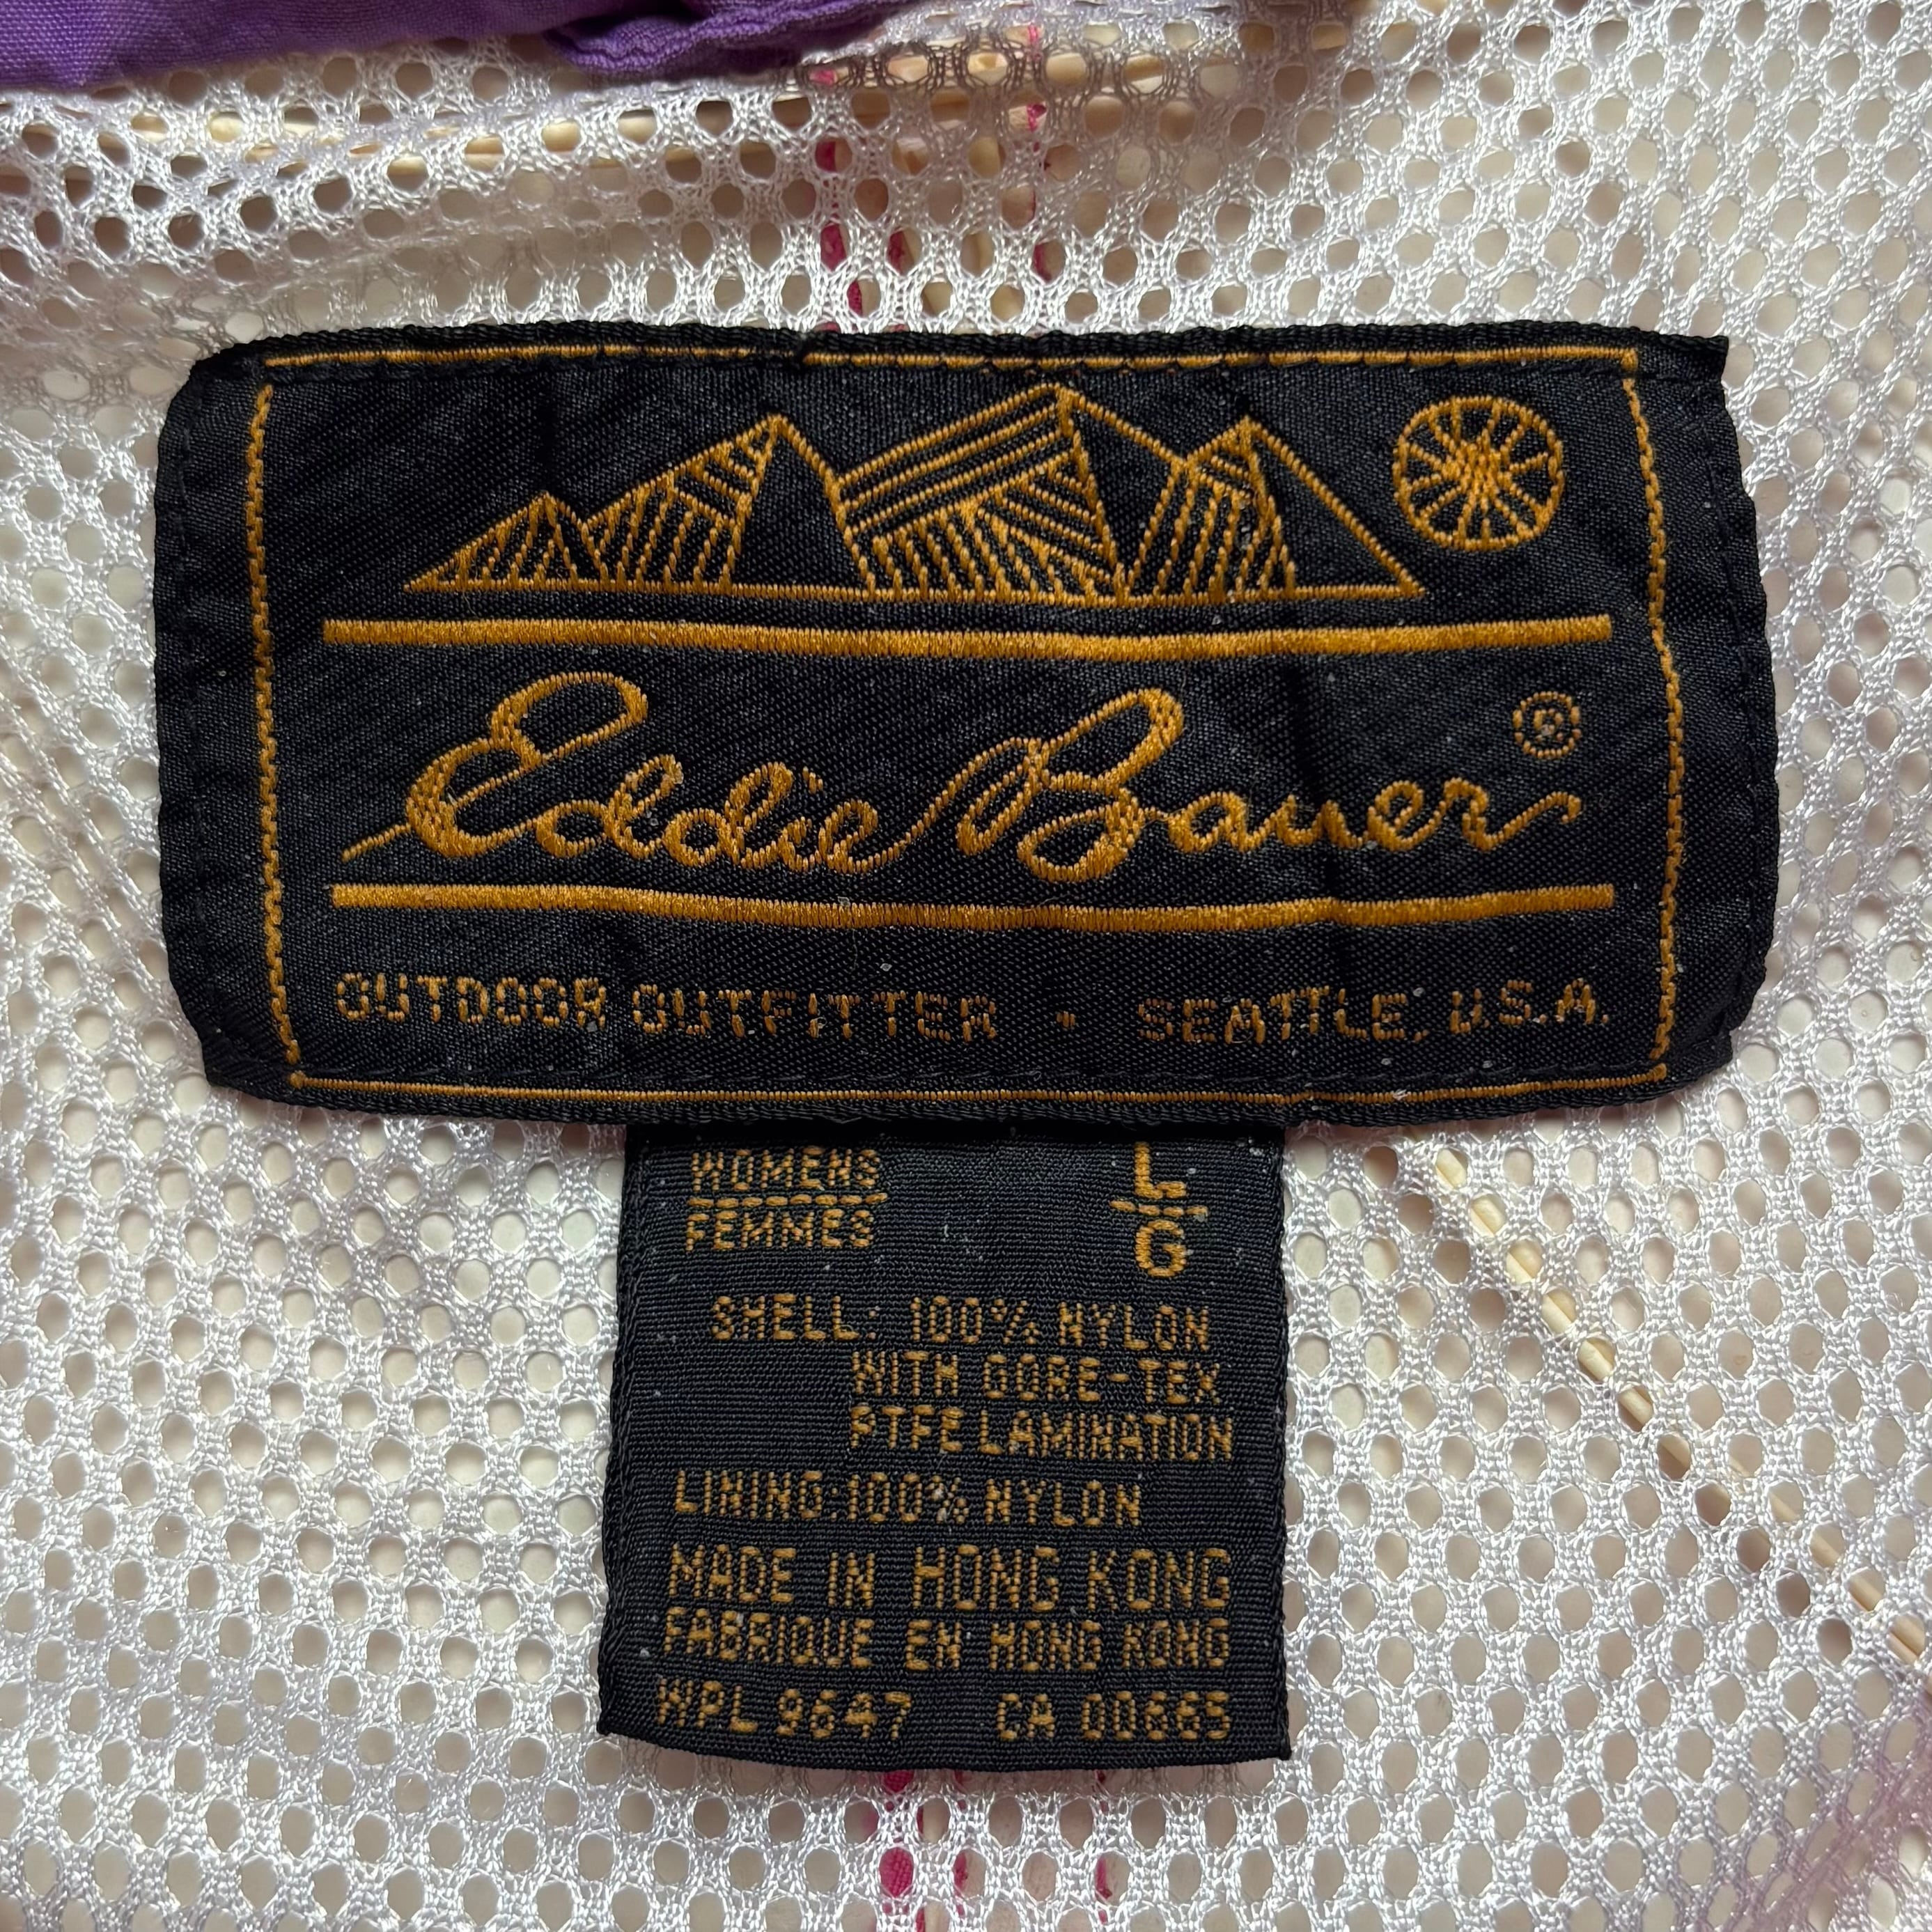 Eddie Bauer ®
OUTDOOR OUTFITTER • SEATTLE, U.S.A.
WOMENS L
FEMMES G
SHELL: 100% NYLON
WITH GORE-TEX
PTFE LAMINATION
LINING: 100% NYLON
MADE IN HONG KONG
FABRIQUE EN HONG KONG
WPL 9647 CA 00665